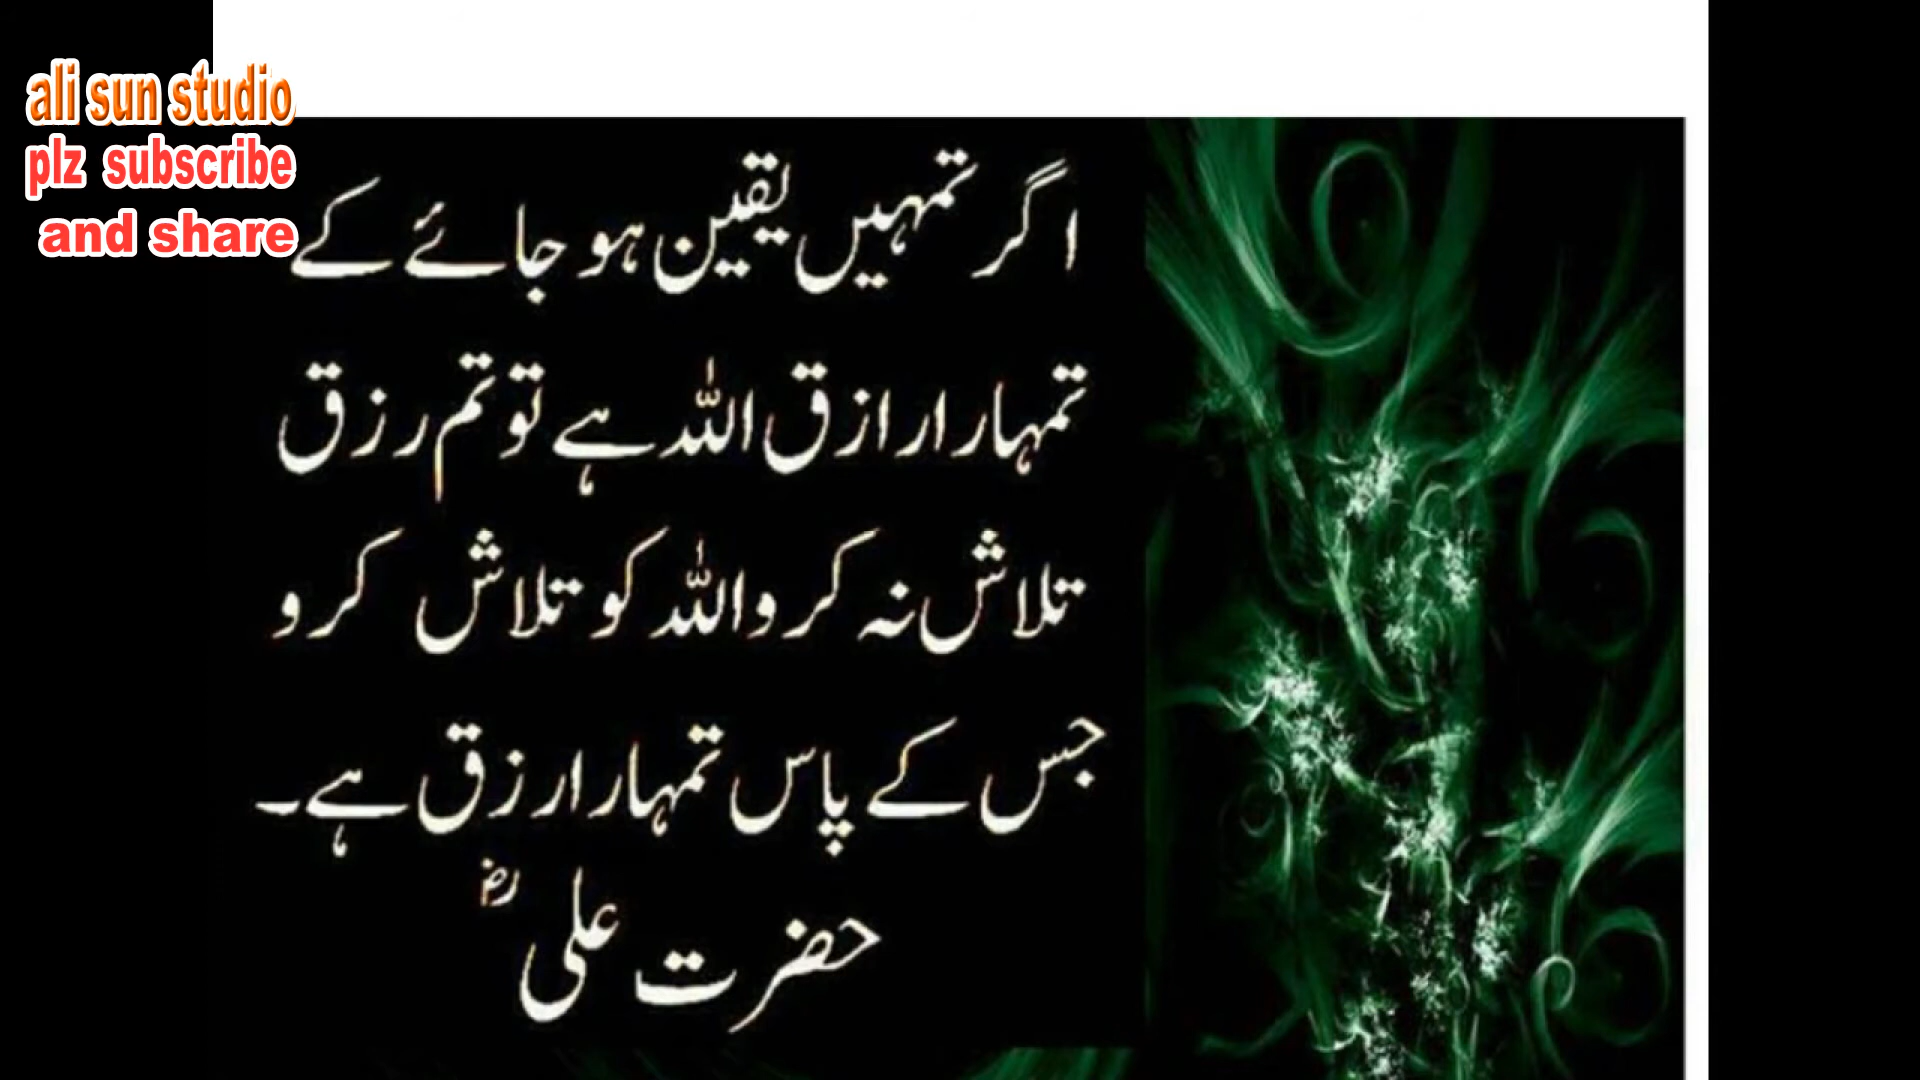 ali sun studio
plz subscribe
and share
اگر تمہیں یقین ہو جائے کے
تمہارا رازق اللہ ہے تو تم رزق
تلاش نہ کرو اللہ کو تلاش کرو
جس کے پاس تمہارا رزق ہے۔
حضرت علی رض